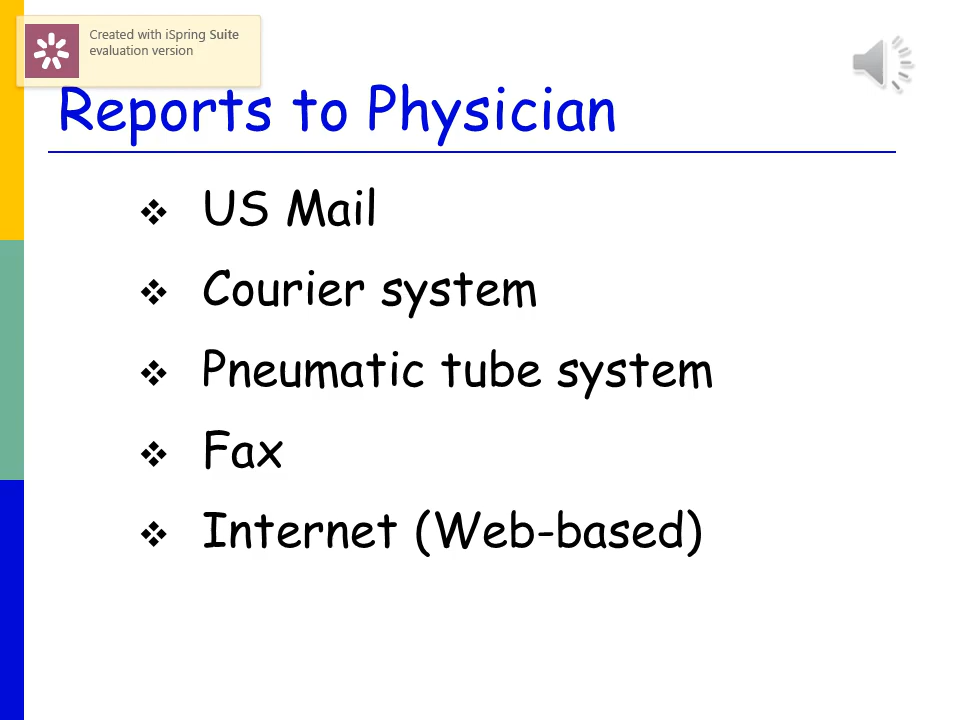 Created with iSpring Suite
evaluation version
Reports to Physician
❖ US Mail
❖ Courier system
❖ Pneumatic tube system
❖ Fax
❖ Internet (Web-based)